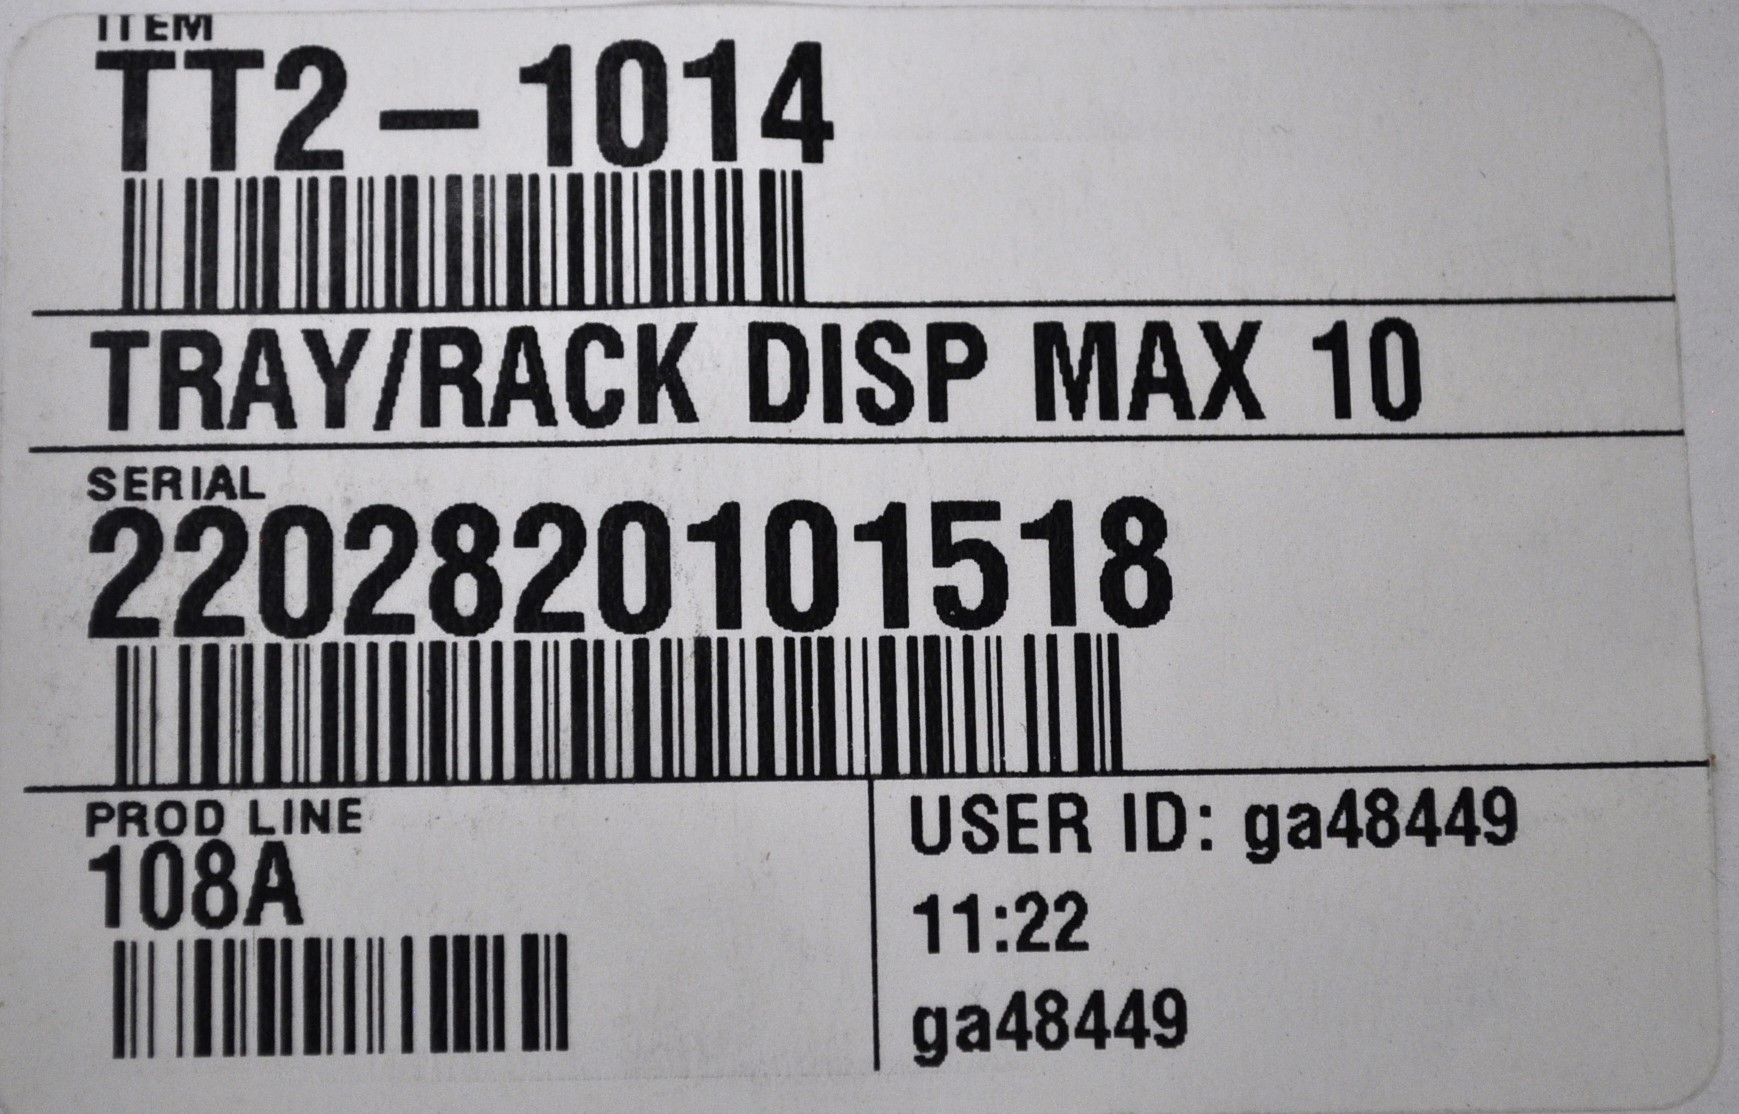 ITEM
TT2-1014
TRAY/RACK DISP MAX 10
SERIAL
2202820101518
PROD LINE
108A
USER ID: ga48449
11:22
ga48449